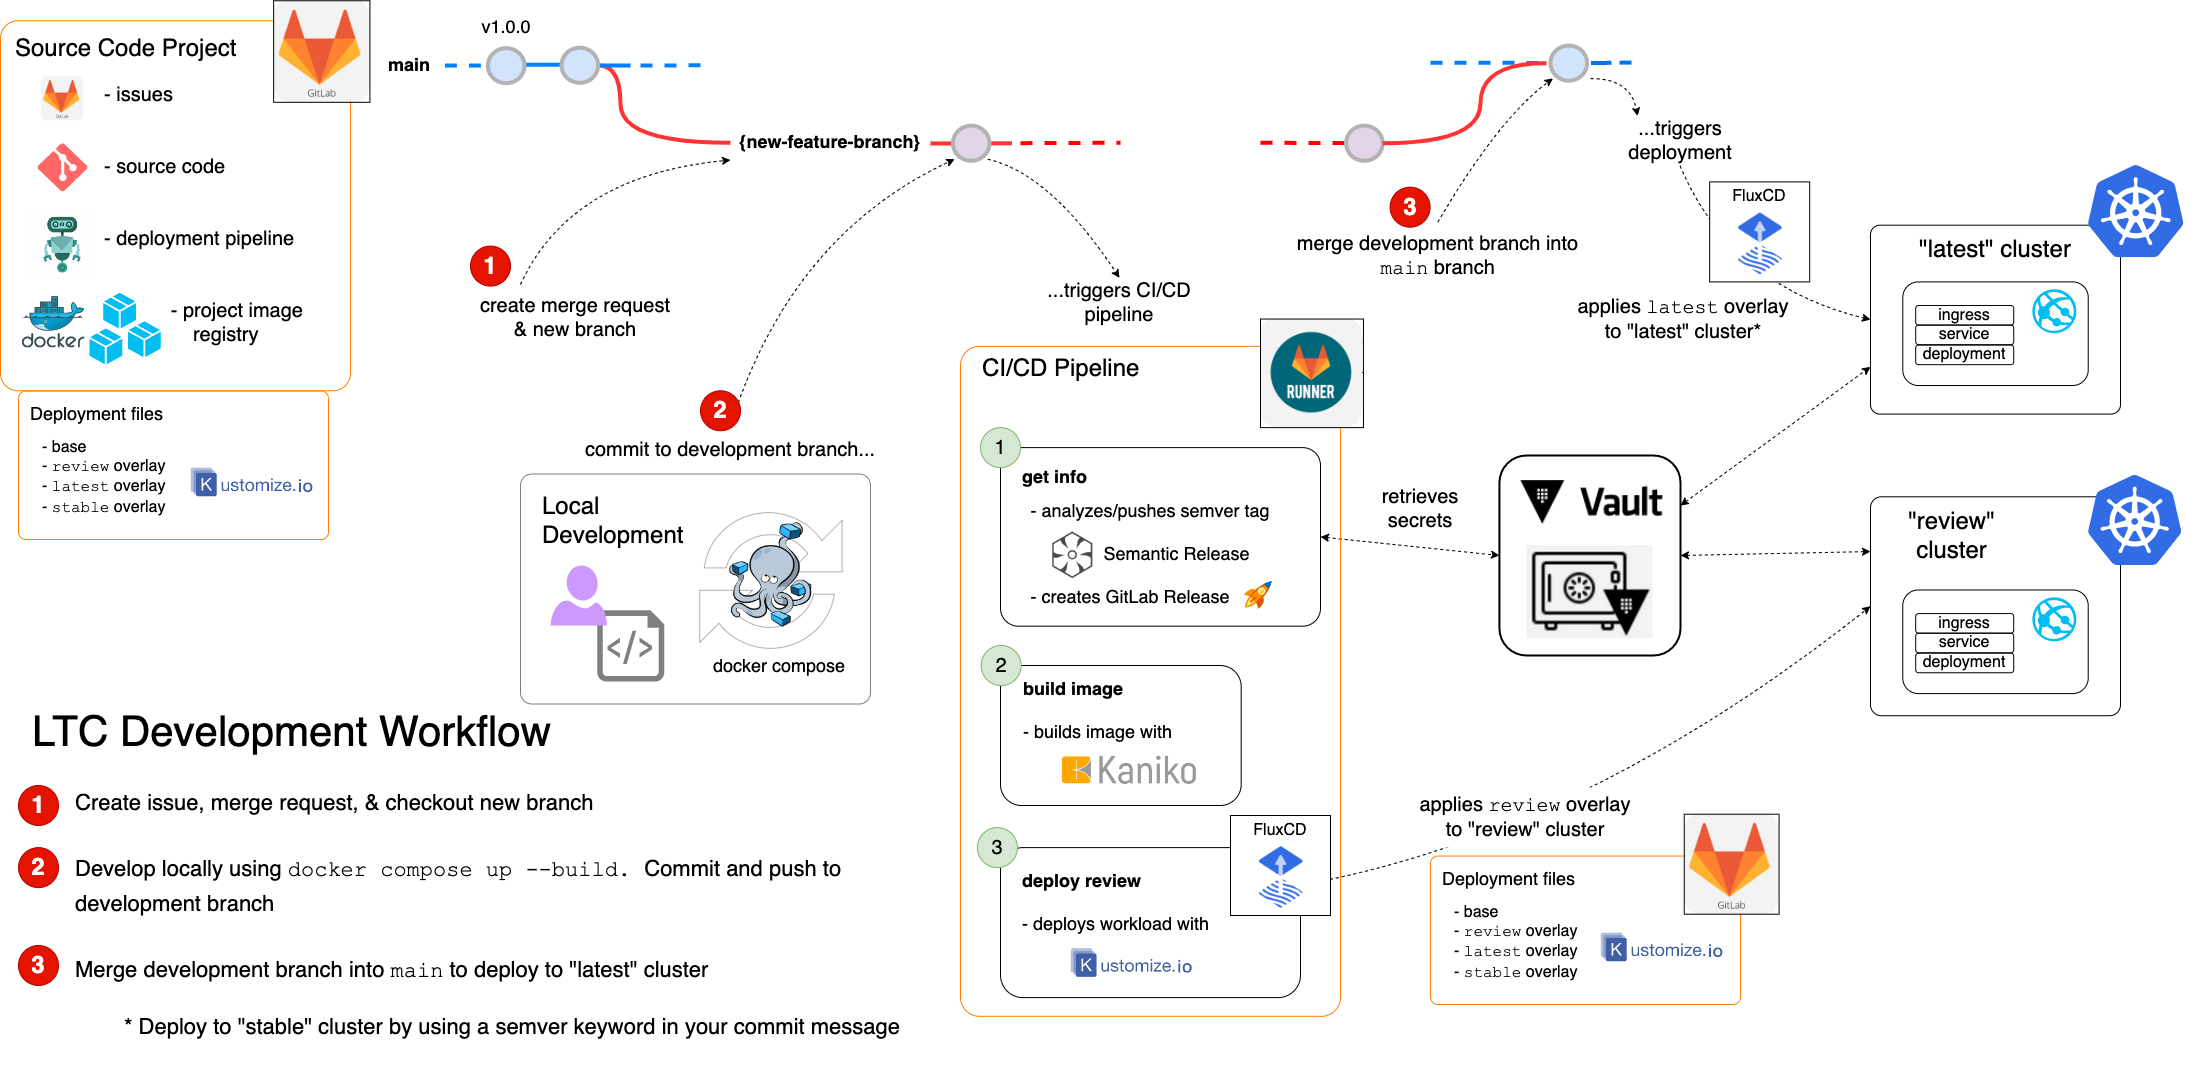 Source Code Project
GitLab
- issues
- source code
- deployment pipeline
docker
- project image
registry
Deployment files
- base
- review overlay
- latest overlay
- stable overlay
Kustomize.io
v1.0.0
main
{new-feature-branch}
1
create merge request
& new branch
2
commit to development branch...
Local
Development
</>
docker compose
...triggers CI/CD
pipeline
3
merge development branch into
main branch
...triggers
deployment
FluxCD
applies latest overlay
to "latest" cluster*
"latest" cluster
ingress
service
deployment
CI/CD Pipeline
RUNNER
1
get info
- analyzes/pushes semver tag
Semantic Release
- creates GitLab Release
2
build image
- builds image with
Kaniko
3
deploy review
- deploys workload with
Kustomize.io
FluxCD
retrieves
secrets
Vault
"review"
cluster
ingress
service
deployment
applies review overlay
to "review" cluster
GitLab
Deployment files
- base
- review overlay
- latest overlay
- stable overlay
Kustomize.io
LTC Development Workflow
1 Create issue, merge request, & checkout new branch
2 Develop locally using docker compose up --build. Commit and push to
development branch
3 Merge development branch into main to deploy to "latest" cluster
* Deploy to "stable" cluster by using a semver keyword in your commit message